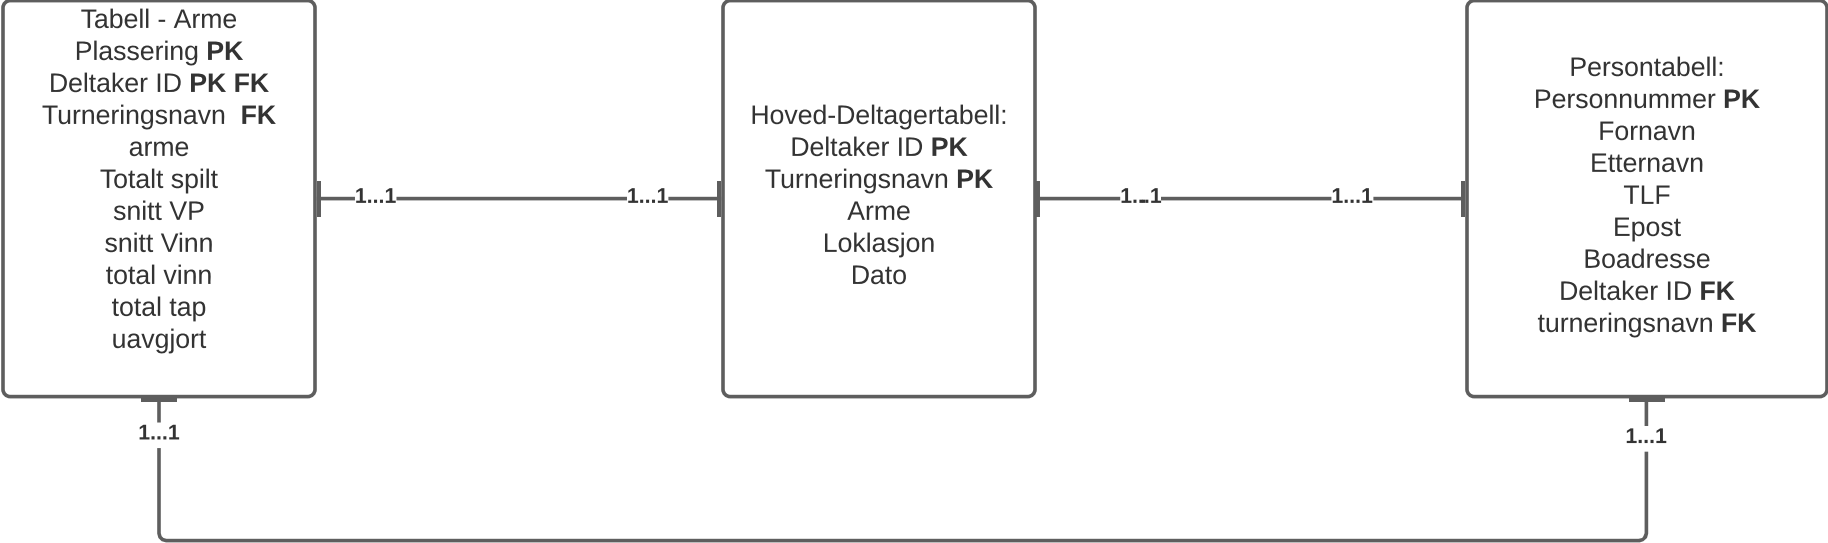 Tabell - Arme
Plassering PK
Deltaker ID PK FK
Turneringsnavn FK
arme
Totalt spilt
snitt VP
snitt Vinn
total vinn
total tap
uavgjort
1...1
1...1
Hoved-Deltagertabell:
Deltaker ID PK
Turneringsnavn PK
Arme
Loklasjon
Dato
1...1
1...1
Persontabell:
Personnummer PK
Fornavn
Etternavn
TLF
Epost
Boadresse
Deltaker ID FK
turneringsnavn FK
1...1
1...1